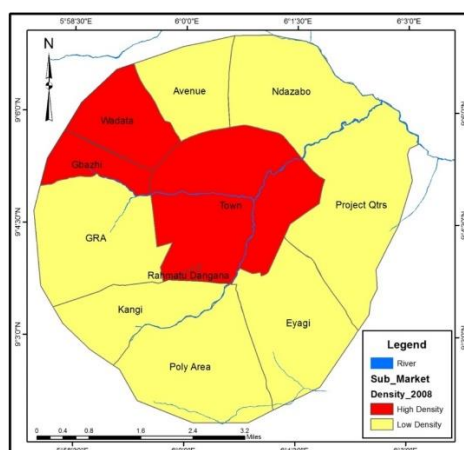 5°58'30"E 6°0'0"E 6°1'30"E 6°3'0"E
N
Avenue
Ndazabo
Wadata
Gbazhi
Town
Project Qtrs
GRA
Rahmatu Dangana
Kangi
Eyagi
Poly Area
9°6'0"N
9°4'30"N
9°3'0"N
Legend
River
Sub_Market
Density_2008
High Density
Low Density
0 0.4 0.8 1.6 2.4 3.2
Miles